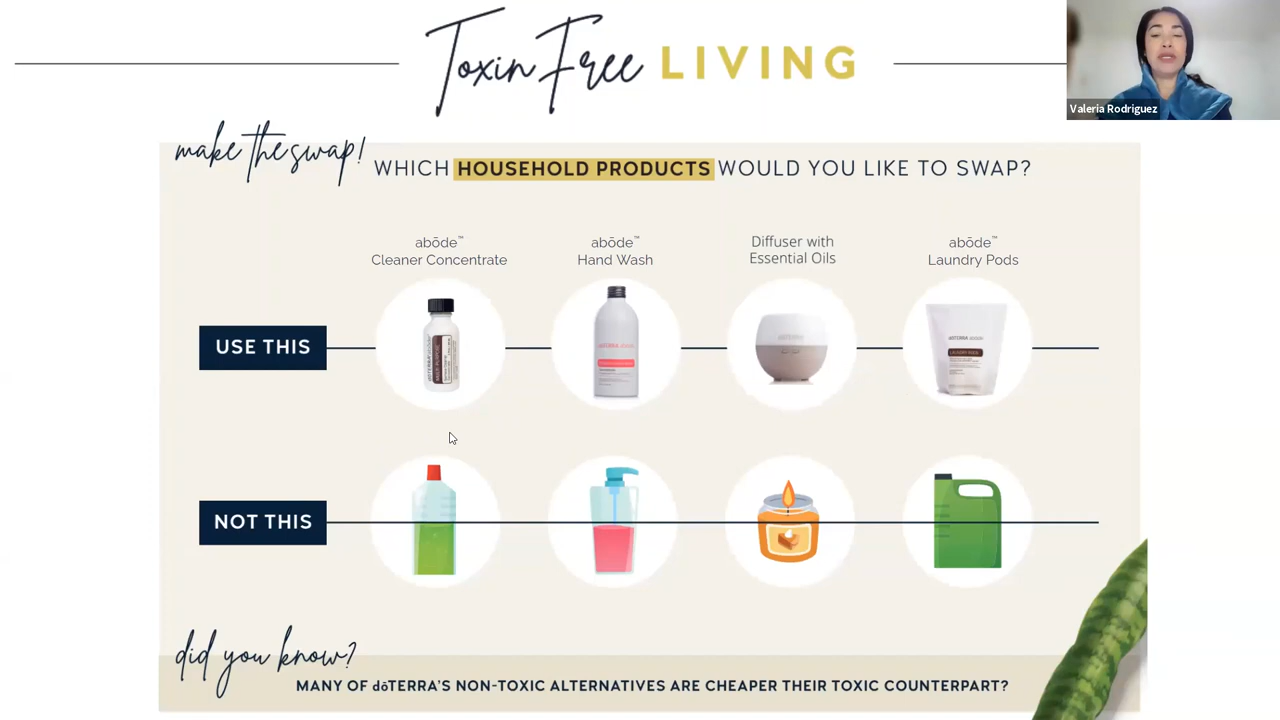 Toxin Free LIVING
Valeria Rodriguez
make the swap!
WHICH HOUSEHOLD PRODUCTS WOULD YOU LIKE TO SWAP?
abōde™
Cleaner Concentrate
abōde™
Hand Wash
Diffuser with
Essential Oils
abōde™
Laundry Pods
USE THIS
NOT THIS
did you know?
MANY OF dōTERRA'S NON-TOXIC ALTERNATIVES ARE CHEAPER THEIR TOXIC COUNTERPART?